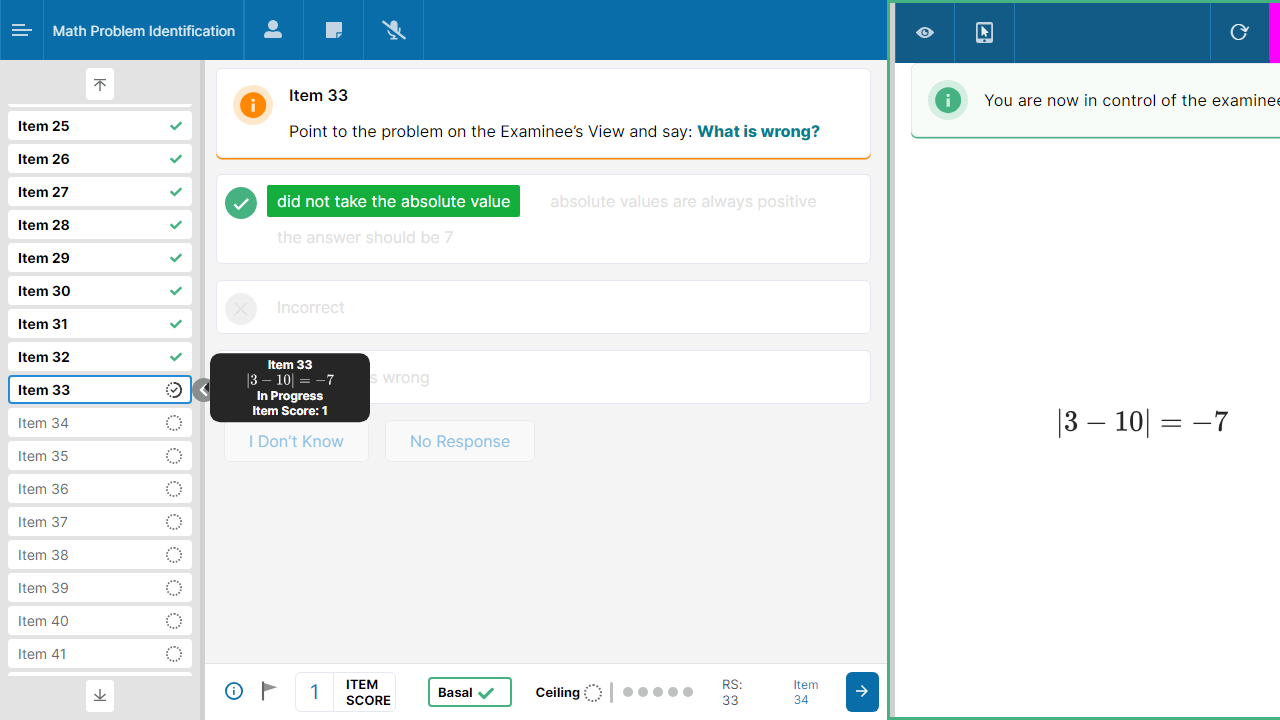 Math Problem Identification
Item 25
Item 26
Item 27
Item 28
Item 29
Item 30
Item 31
Item 32
Item 33
Item 34
Item 35
Item 36
Item 37
Item 38
Item 39
Item 40
Item 41
Item 33
Point to the problem on the Examinee’s View and say: What is wrong?
did not take the absolute value
absolute values are always positive
the answer should be 7
Incorrect
s wrong
Item 33
|3 − 10| = −7
In Progress
Item Score: 1
I Don’t Know
No Response
1
ITEM SCORE
Basal
Ceiling
RS:
33
Item
34
You are now in control of the
|3 − 10| = −7